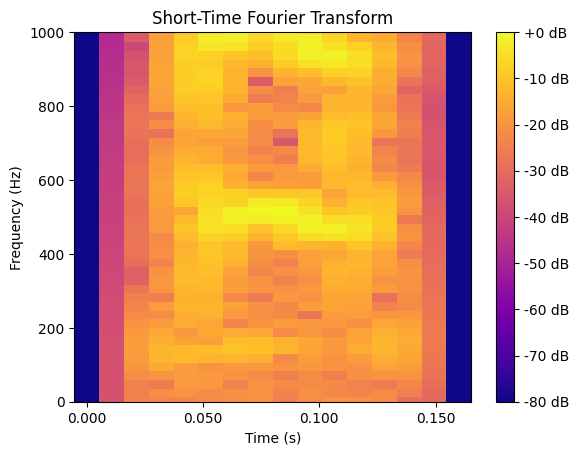 Short-Time Fourier Transform
1000
800
600
400
200
0
Frequency (Hz)
0.000
0.050
0.100
0.150
Time (s)
+0 dB
-10 dB
-20 dB
-30 dB
-40 dB
-50 dB
-60 dB
-70 dB
-80 dB